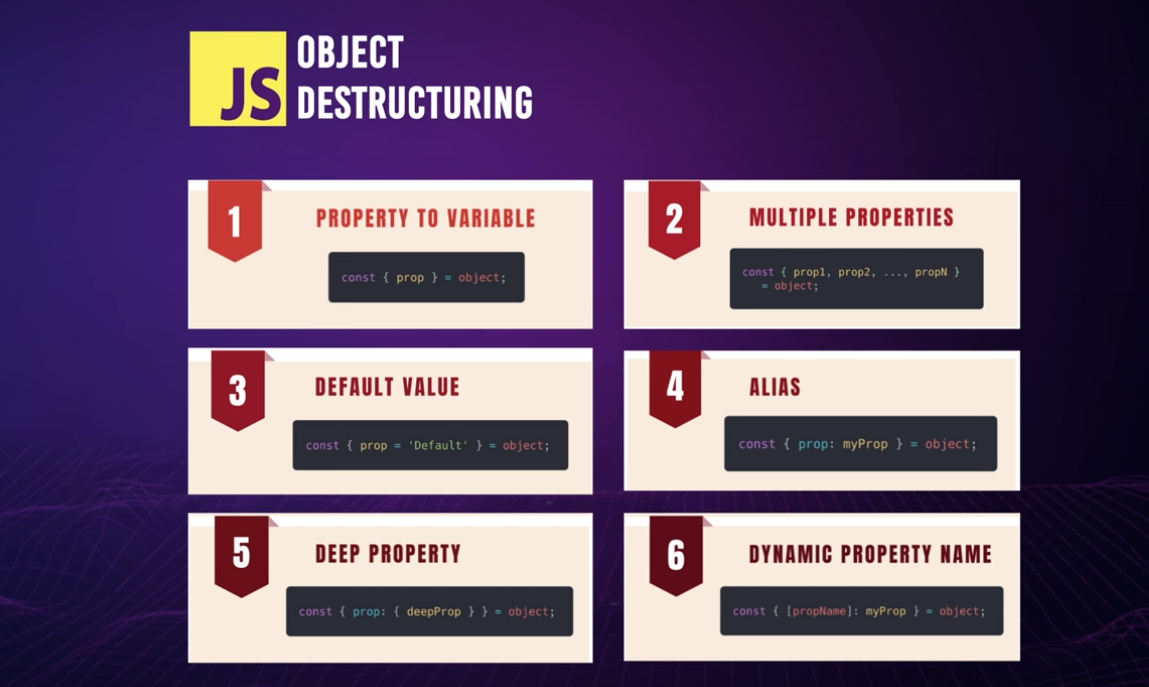 JS
OBJECT
DESTRUCTURING
1
PROPERTY TO VARIABLE
const { prop } = object;
2
MULTIPLE PROPERTIES
const { prop1, prop2, ..., propN }
= object;
3
DEFAULT VALUE
const { prop = 'Default' } = object;
4
ALIAS
const { prop: myProp } = object;
5
DEEP PROPERTY
const { prop: { deepProp } } = object;
6
DYNAMIC PROPERTY NAME
const { [propName]: myProp } = object;